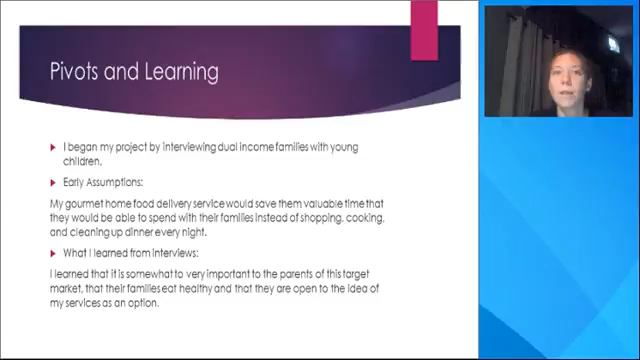 Pivots and Learning
I began my project by interviewing dual income families with young
children.
Early Assumptions:
My gourmet home food delivery service would save them valuable time that
they would be able to spend with their families instead of shopping, cooking,
and cleaning up dinner every night.
What I learned from interviews:
I learned that it is somewhat to very important to the parents of this target
market, that their families eat healthy and that they are open to the idea of
my services as an option.